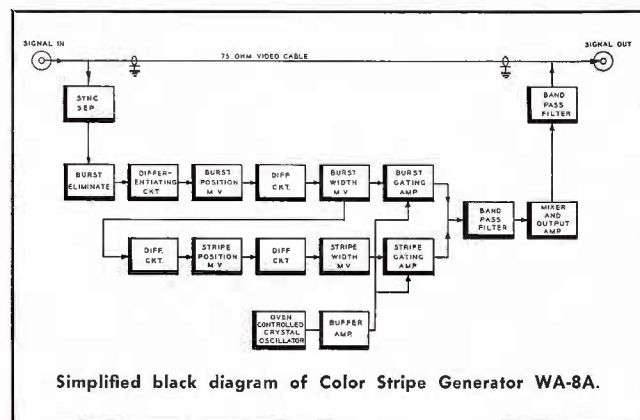 SIGNAL IN
SIGNAL OUT
75 OHM VIDEO CABLE
SYNC
SEP.
BAND
PASS
FILTER
BURST
ELIMINATE
DIFFER-
ENTIATING
CKT
BURST
POSITION
M V
DIFF
CKT.
BURST
WIDTH
M V.
BURST
GATING
AMP
BAND
PASS
FILTER
MIXER
AND
OUTPUT
AMP
DIFF.
CKT.
STRIPE
POSITION
M V.
DIFF
CKT
STRIPE
WIDTH
M V.
STRIPE
GATING
AMP.
OVEN
CONTROLLED
CRYSTAL
OSCILLATOR
BUFFER
AMP.
Simplified black diagram of Color Stripe Generator WA-8A.